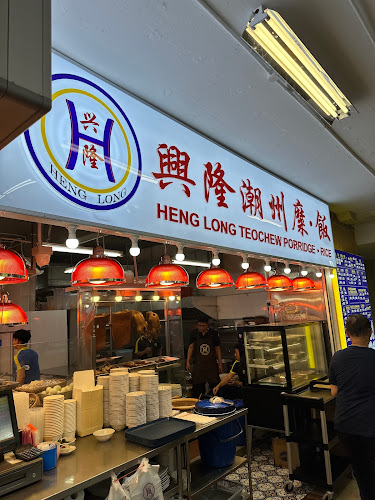 兴
隆
HENG LONG
興隆潮州糜飯
HENG LONG TEOCHEW PORRIDGE • RICE